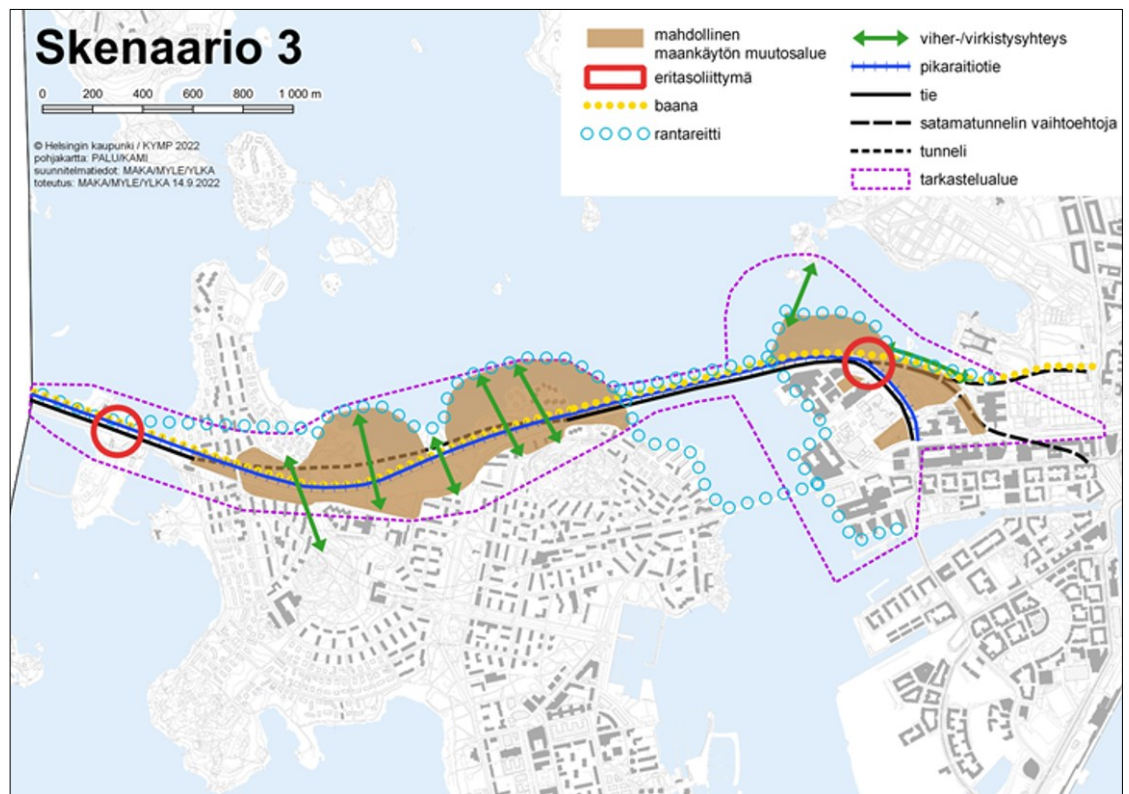 Skenaario 3
0 200 400 600 800 1 000 m
© Helsingin kaupunki / KYMP 2022
pohjakartta: PALU/KAMI
suunnitelmatiedot: MAKA/MYLE/YLKA
toteutus: MAKA/MYLE/YLKA 14.9.2022
mahdollinen
maankäytön muutosalue
eritasoliittymä
baana
rantareitti
viher-/virkistysyhteys
pikaraitiotie
tie
satamatunnelin vaihtoehtoja
tunneli
tarkastelualue